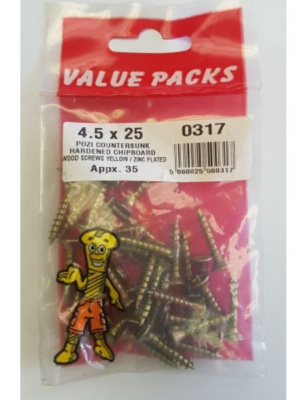 VALUE PACKS
4.5 x 25 0317
POZI COUNTERSUNK
HARDENED CHIPBOARD
WOOD SCREWS YELLOW / ZINC PLATED
Appx. 35
5 060025 500317